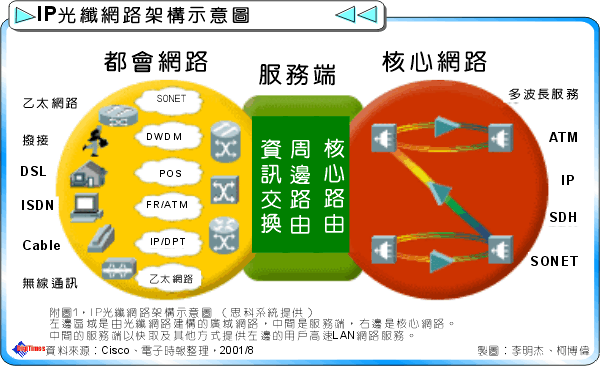 IP光纖網路架構示意圖
都會網路
服務端
核心網路
乙太網路
撥接
DSL
ISDN
Cable
無線通訊
SONET
DWDM
POS
FR/ATM
IP/DPT
乙太網路
資訊交換
周邊路由
核心路由
多波長服務
ATM
IP
SDH
SONET
附圖1，IP光纖網路架構示意圖（思科系統提供）
左邊區域是由光纖網路建構的廣域網路，中間是服務端，右邊是核心網路。
中間的服務端以快取及其他方式提供左邊的用戶高速LAN網路服務。
DigiTimes 資料來源：Cisco、電子時報整理，2001/8
製圖：李明杰、柯博偉